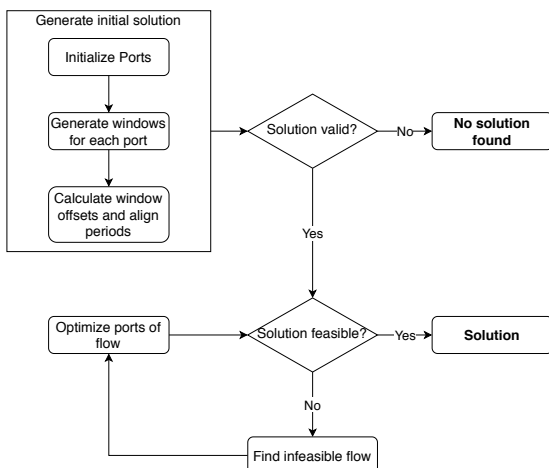 Generate initial solution
Initialize Ports
Generate windows
for each port
Calculate window
offsets and align
periods
Solution valid?
No
No solution
found
Yes
Optimize ports of
flow
Solution feasible?
Yes
Solution
No
Find infeasible flow